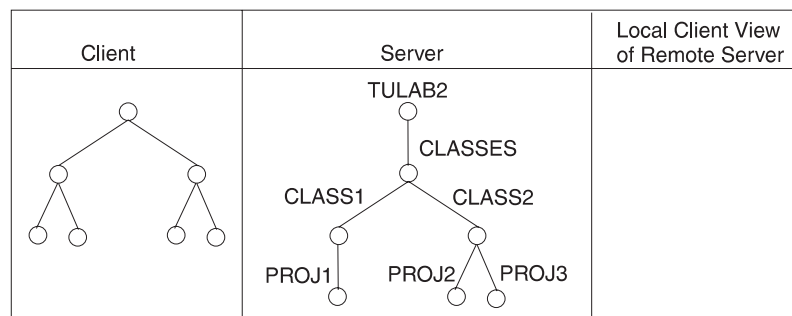 Client
Server
Local Client View
of Remote Server
TULAB2
CLASSES
CLASS1
CLASS2
PROJ1
PROJ2
PROJ3